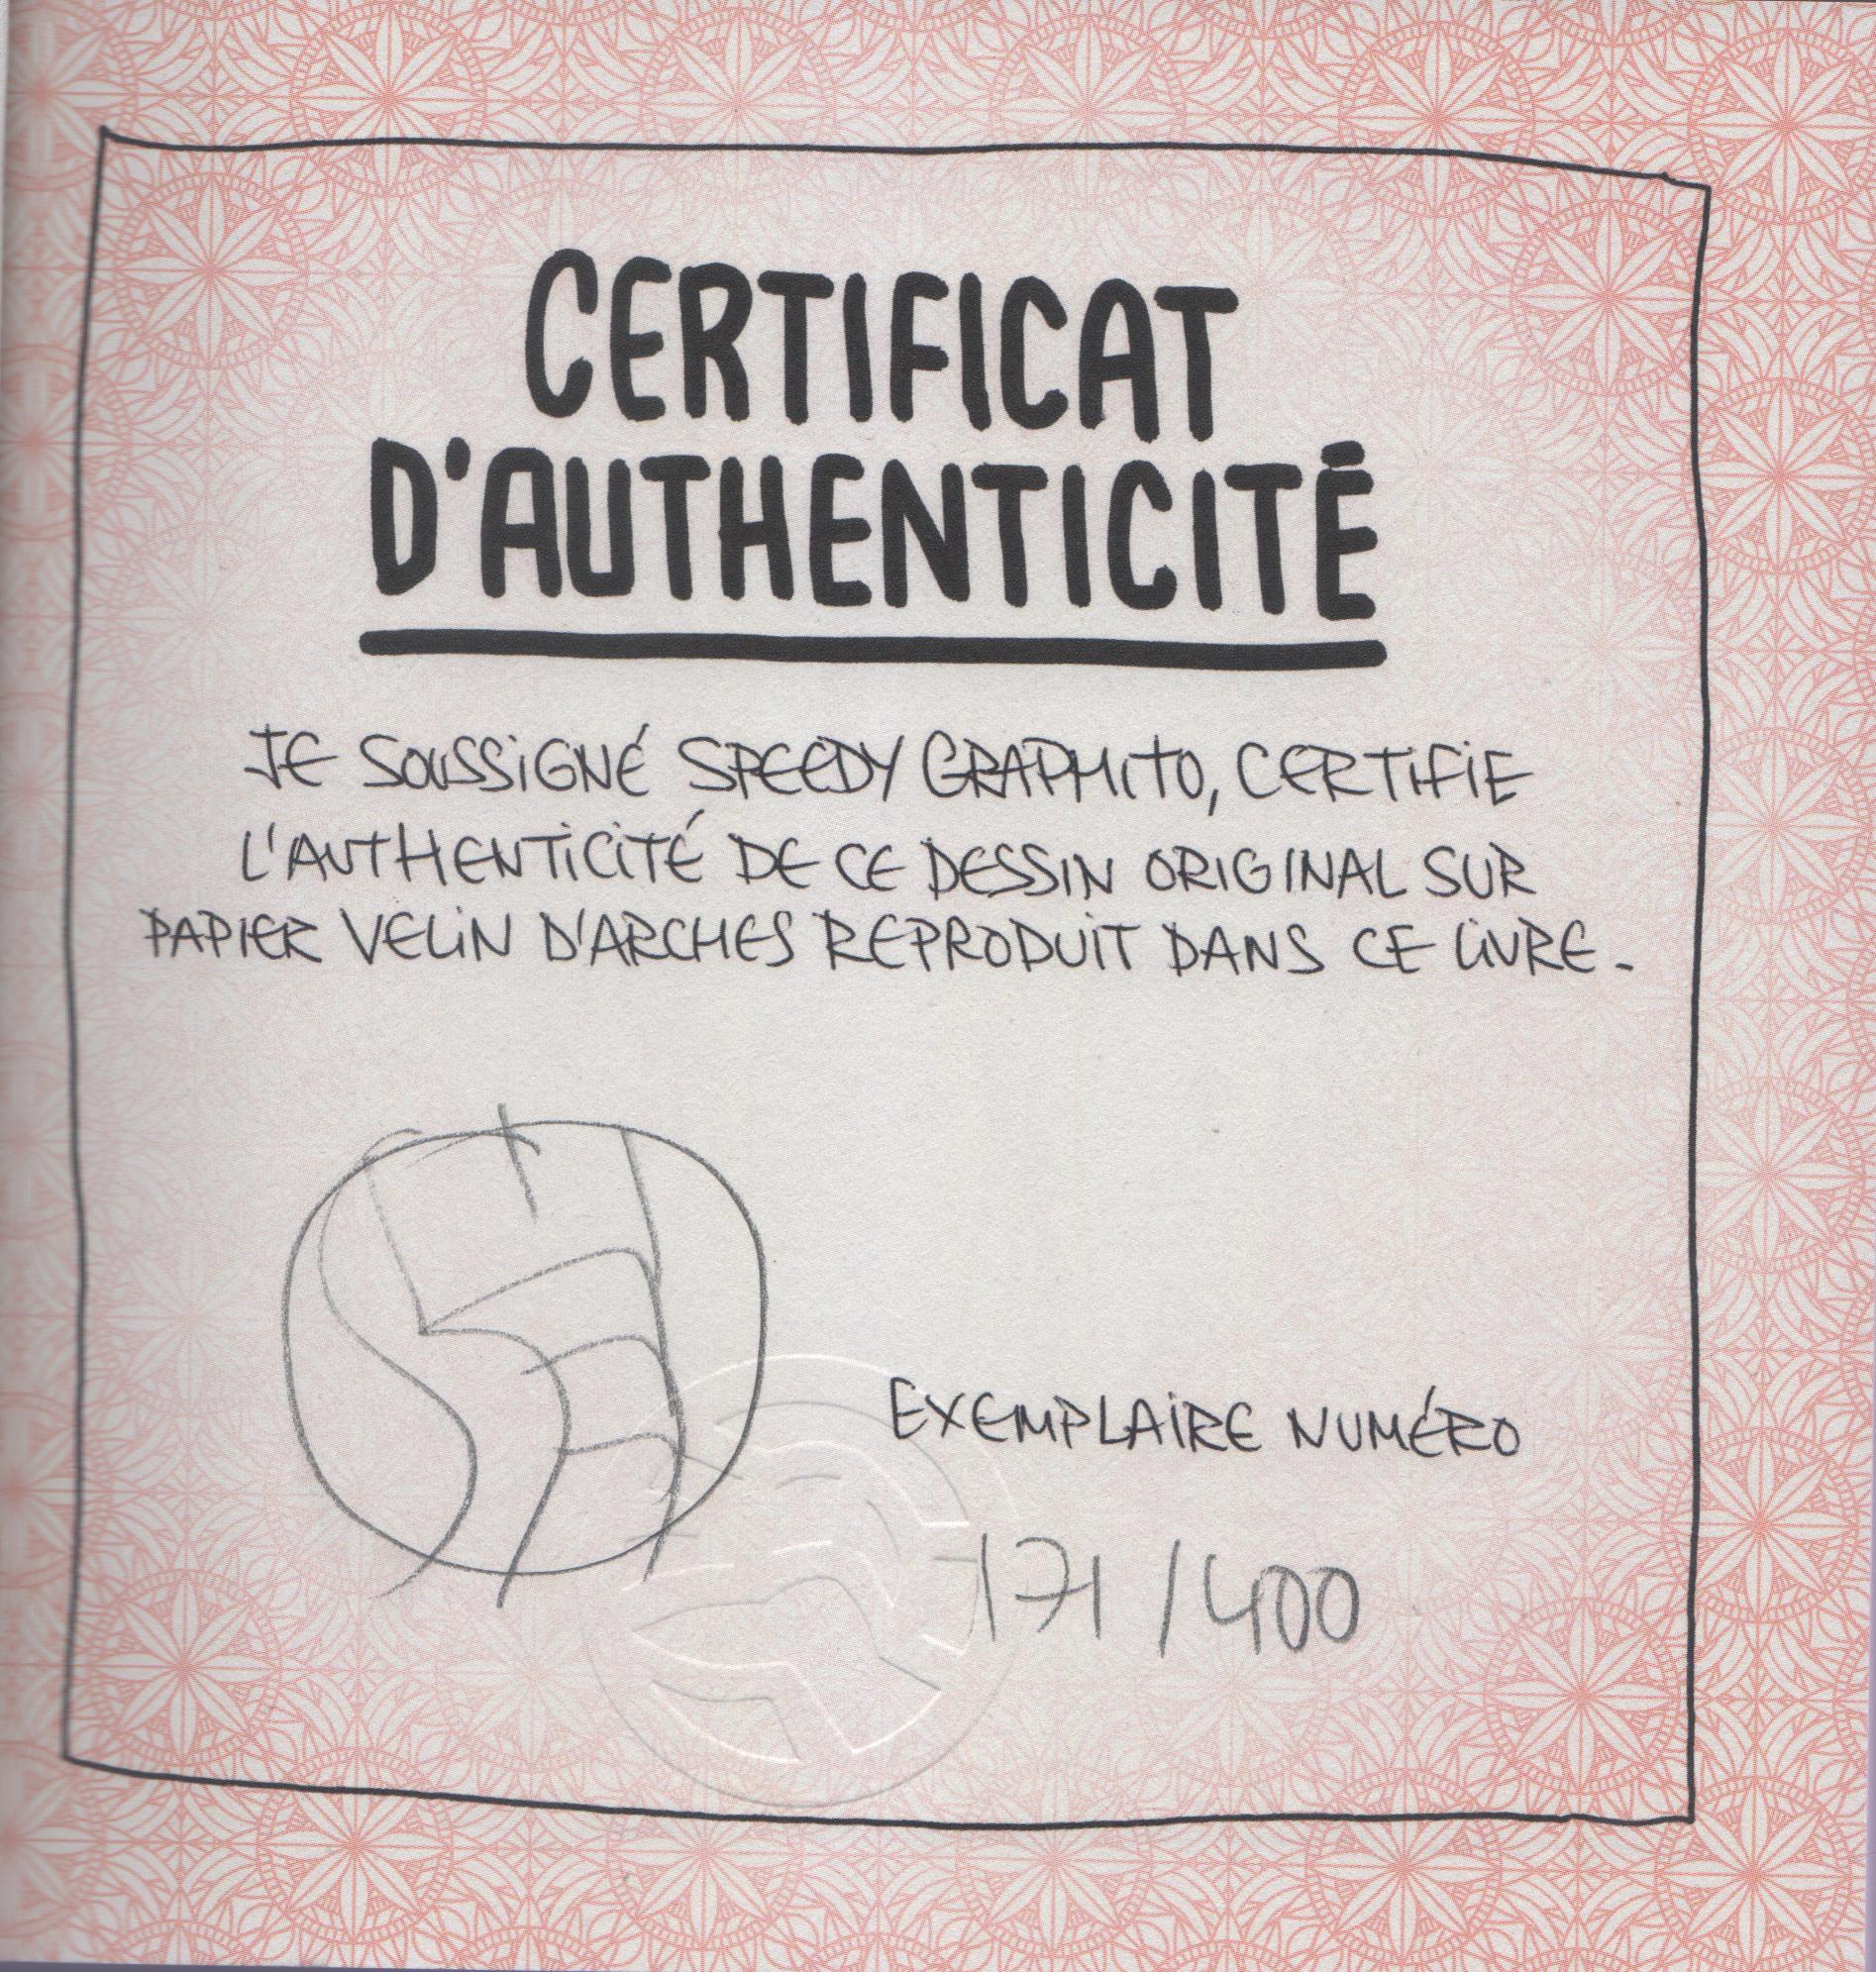 CERTIFICAT
D'AUTHENTICITÉ
JE SOUSSIGNÉ SPEEDY GRAPHITO, CERTIFIE
L'AUTHENTICITÉ DE CE DESSIN ORIGINAL SUR
PAPIER VELIN D'ARCHES REPRODUIT DANS CE LIVRE.
EXEMPLAIRE NUMÉRO
171/400